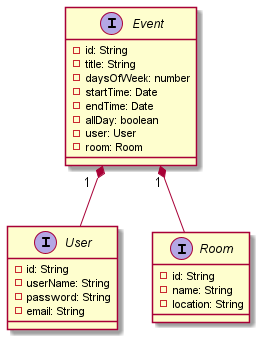 I Event
id: String
title: String
daysOfWeek: number
startTime: Date
endTime: Date
allDay: boolean
user: User
room: Room
1 1
I User
id: String
userName: String
password: String
email: String
I Room
id: String
name: String
location: String